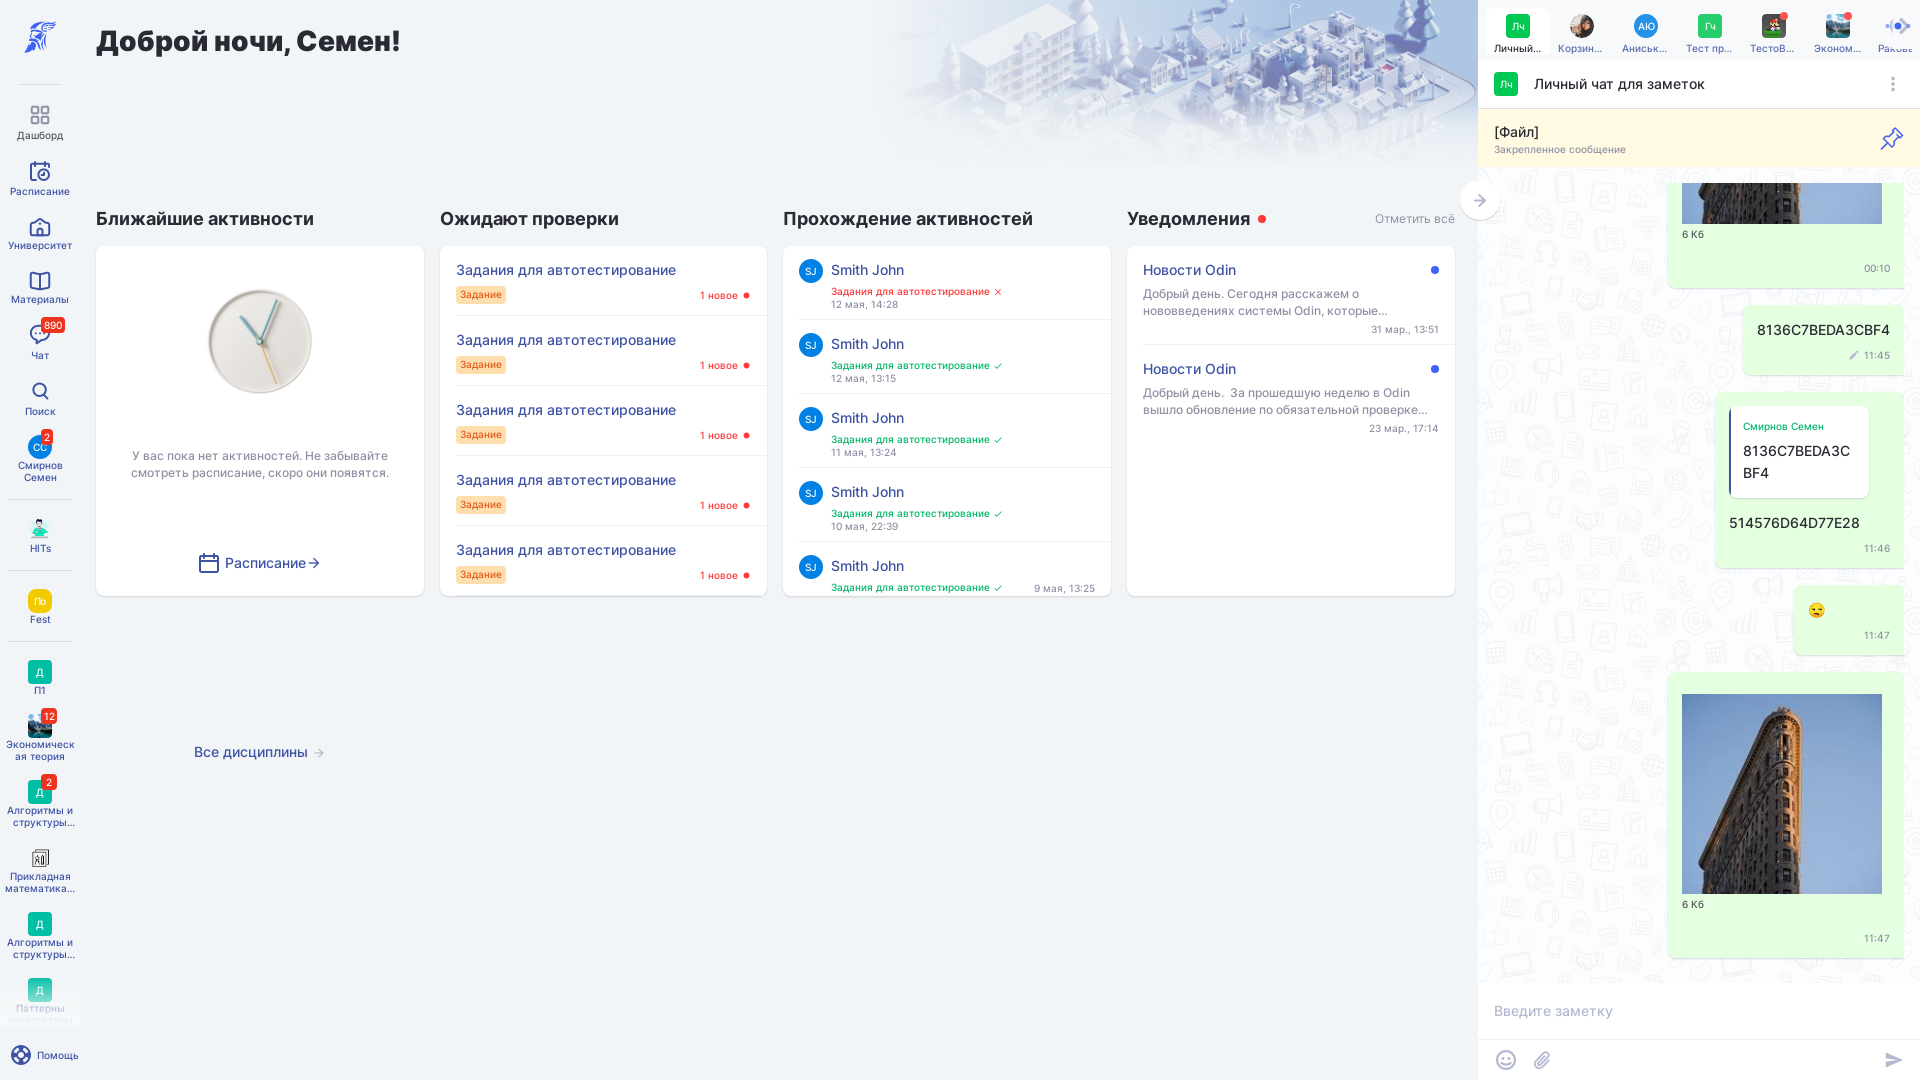 Доброй ночи, Семен!
Дашборд
Расписание
Университет
Материалы
890
Чат
Поиск
2
СС
Смирнов
Семен
HITs
По
Fest
Д
П1
12
Экономическ
ая теория
2
Д
Алгоритмы и
структуры...
Прикладная
математика...
Д
Алгоритмы и
структуры...
Д
Паттерны
Помощь
Ближайшие активности
У вас пока нет активностей. Не забывайте
смотреть расписание, скоро они появятся.
Расписание
Все дисциплины
Ожидают проверки
Задания для автотестирование
Задание
1 новое
Задания для автотестирование
Задание
1 новое
Задания для автотестирование
Задание
1 новое
Задания для автотестирование
Задание
1 новое
Задания для автотестирование
Задание
1 новое
Прохождение активностей
SJ
Smith John
Задания для автотестирование
12 мая, 14:28
SJ
Smith John
Задания для автотестирование
12 мая, 13:15
SJ
Smith John
Задания для автотестирование
11 мая, 13:24
SJ
Smith John
Задания для автотестирование
10 мая, 22:39
SJ
Smith John
Задания для автотестирование
9 мая, 13:25
Уведомления
Отметить всё
Новости Odin
Добрый день. Сегодня расскажем о
нововведениях системы Odin, которые...
31 мар., 13:51
Новости Odin
Добрый день.  За прошедшую неделю в Odin
вышло обновление по обязательной проверке...
23 мар., 17:14
Лч
Личный...
Корзин...
АЮ
Аниськ...
Гч
Тест пр...
ТестоВ...
Эконом...
Лч
Личный чат для заметок
[Файл]
Закрепленное сообщение
6 Кб
00:10
8136C7BEDA3CBF4
11:45
Смирнов Семен
8136C7BEDA3C
BF4
514576D64D77E28
11:46
11:47
6 Кб
11:47
Введите заметку